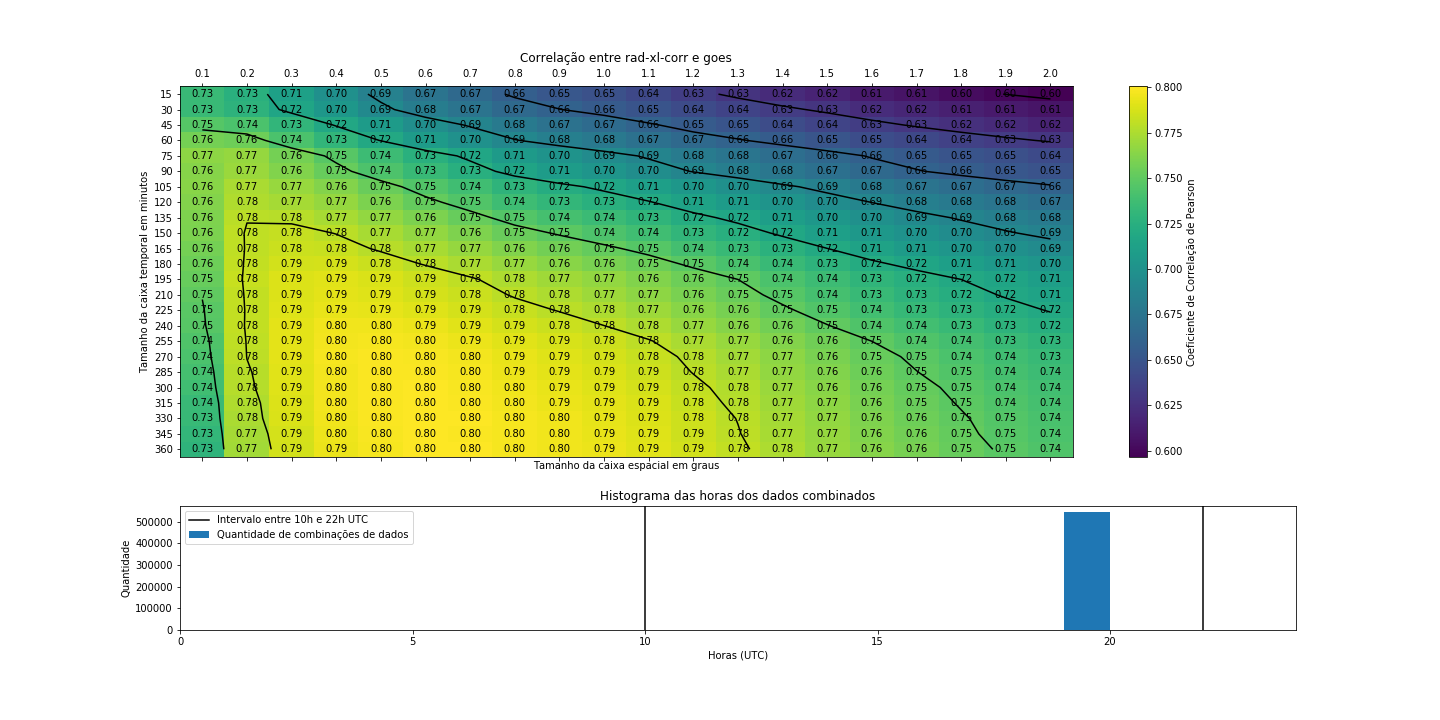 Correlação entre rad-xl-corr e goes
0.1 0.2 0.3 0.4 0.5 0.6 0.7 0.8 0.9 1.0 1.1 1.2 1.3 1.4 1.5 1.6 1.7 1.8 1.9 2.0
15 0.73 0.73 0.71 0.70 0.69 0.67 0.67 0.66 0.65 0.65 0.64 0.63 0.63 0.62 0.62 0.61 0.61 0.60 0.60 0.60
30 0.73 0.73 0.72 0.70 0.69 0.68 0.67 0.67 0.66 0.65 0.65 0.64 0.64 0.63 0.63 0.62 0.62 0.61 0.61 0.61
45 0.75 0.74 0.73 0.72 0.71 0.70 0.69 0.68 0.67 0.67 0.66 0.65 0.65 0.64 0.64 0.63 0.63 0.62 0.62 0.62
60 0.76 0.76 0.74 0.73 0.72 0.71 0.70 0.69 0.68 0.68 0.67 0.67 0.66 0.66 0.65 0.65 0.64 0.64 0.63 0.63
75 0.77 0.77 0.76 0.75 0.74 0.73 0.72 0.71 0.70 0.69 0.69 0.68 0.68 0.67 0.66 0.66 0.65 0.65 0.65 0.64
90 0.76 0.77 0.76 0.75 0.74 0.73 0.73 0.72 0.71 0.70 0.70 0.69 0.68 0.68 0.67 0.67 0.66 0.66 0.65 0.65
105 0.76 0.77 0.77 0.76 0.75 0.75 0.74 0.73 0.72 0.72 0.71 0.70 0.70 0.69 0.69 0.68 0.67 0.67 0.67 0.66
120 0.76 0.78 0.77 0.77 0.76 0.75 0.75 0.74 0.73 0.73 0.72 0.71 0.71 0.70 0.70 0.69 0.68 0.68 0.68 0.67
135 0.76 0.78 0.78 0.77 0.77 0.76 0.75 0.75 0.74 0.74 0.73 0.72 0.72 0.71 0.70 0.70 0.69 0.69 0.68 0.68
150 0.76 0.78 0.78 0.78 0.77 0.77 0.76 0.75 0.75 0.74 0.74 0.73 0.72 0.72 0.71 0.71 0.70 0.70 0.69 0.69
165 0.76 0.78 0.78 0.78 0.78 0.77 0.77 0.76 0.76 0.75 0.75 0.74 0.73 0.73 0.72 0.71 0.71 0.70 0.70 0.69
180 0.76 0.78 0.79 0.79 0.78 0.78 0.77 0.77 0.76 0.76 0.75 0.75 0.74 0.74 0.73 0.72 0.72 0.71 0.71 0.70
195 0.75 0.78 0.79 0.79 0.79 0.79 0.78 0.78 0.77 0.77 0.76 0.76 0.75 0.74 0.74 0.73 0.72 0.72 0.72 0.71
210 0.75 0.78 0.79 0.79 0.79 0.79 0.78 0.78 0.78 0.77 0.77 0.76 0.76 0.75 0.74 0.73 0.73 0.72 0.72 0.71
225 0.75 0.78 0.79 0.79 0.79 0.79 0.79 0.78 0.78 0.78 0.77 0.76 0.76 0.75 0.75 0.74 0.73 0.73 0.72 0.72
240 0.75 0.78 0.79 0.80 0.80 0.79 0.79 0.79 0.78 0.78 0.78 0.77 0.76 0.76 0.75 0.74 0.74 0.73 0.73 0.72
255 0.74 0.78 0.79 0.80 0.80 0.80 0.79 0.79 0.79 0.78 0.78 0.77 0.77 0.76 0.76 0.75 0.74 0.74 0.73 0.73
270 0.74 0.78 0.79 0.80 0.80 0.80 0.80 0.79 0.79 0.79 0.78 0.78 0.77 0.77 0.76 0.75 0.75 0.74 0.74 0.73
285 0.74 0.78 0.79 0.80 0.80 0.80 0.80 0.79 0.79 0.79 0.79 0.78 0.77 0.77 0.76 0.76 0.75 0.75 0.74 0.74
300 0.74 0.78 0.79 0.80 0.80 0.80 0.80 0.80 0.79 0.79 0.79 0.78 0.78 0.77 0.76 0.76 0.75 0.75 0.74 0.74
315 0.74 0.78 0.79 0.80 0.80 0.80 0.80 0.80 0.79 0.79 0.79 0.78 0.78 0.77 0.77 0.76 0.76 0.75 0.74 0.74
330 0.73 0.77 0.79 0.80 0.80 0.80 0.80 0.80 0.80 0.79 0.79 0.78 0.78 0.77 0.77 0.76 0.76 0.75 0.75 0.74
345 0.73 0.77 0.79 0.80 0.80 0.80 0.80 0.80 0.80 0.79 0.79 0.79 0.78 0.77 0.77 0.76 0.76 0.75 0.75 0.74
360 0.73 0.77 0.79 0.79 0.80 0.80 0.80 0.80 0.80 0.79 0.79 0.79 0.78 0.78 0.77 0.76 0.76 0.75 0.75 0.74
Tamanho da caixa temporal em minutos
Tamanho da caixa espacial em graus
0.800
0.775
0.750
0.725
0.700
0.675
0.650
0.625
0.600
Coeficiente de Correlação de Pearson
Histograma das horas dos dados combinados
Intervalo entre 10h e 22h UTC
Quantidade de combinações de dados
500000
400000
300000
200000
100000
0
Quantidade
0 5 10 15 20
Horas (UTC)